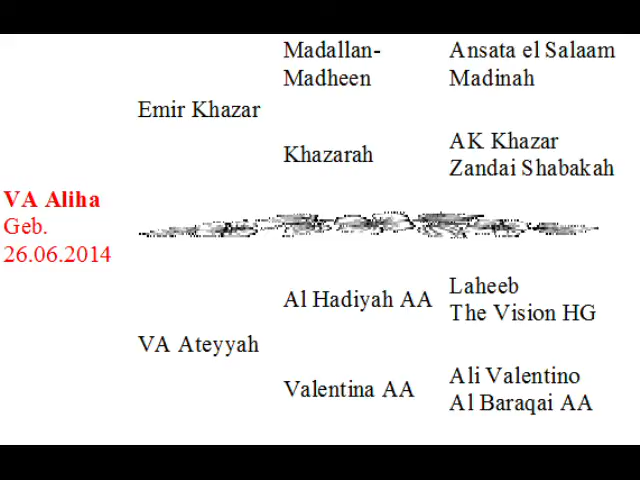 Madallan-
Madheen
Ansata el Salaam
Madinah
Emir Khazar
Khazarah
AK Khazar
Zandai Shabakah
VA Aliha
Geb.
26.06.2014
Al Hadiyah AA
Laheeb
The Vision HG
VA Ateyyah
Valentina AA
Ali Valentino
Al Baraqai AA